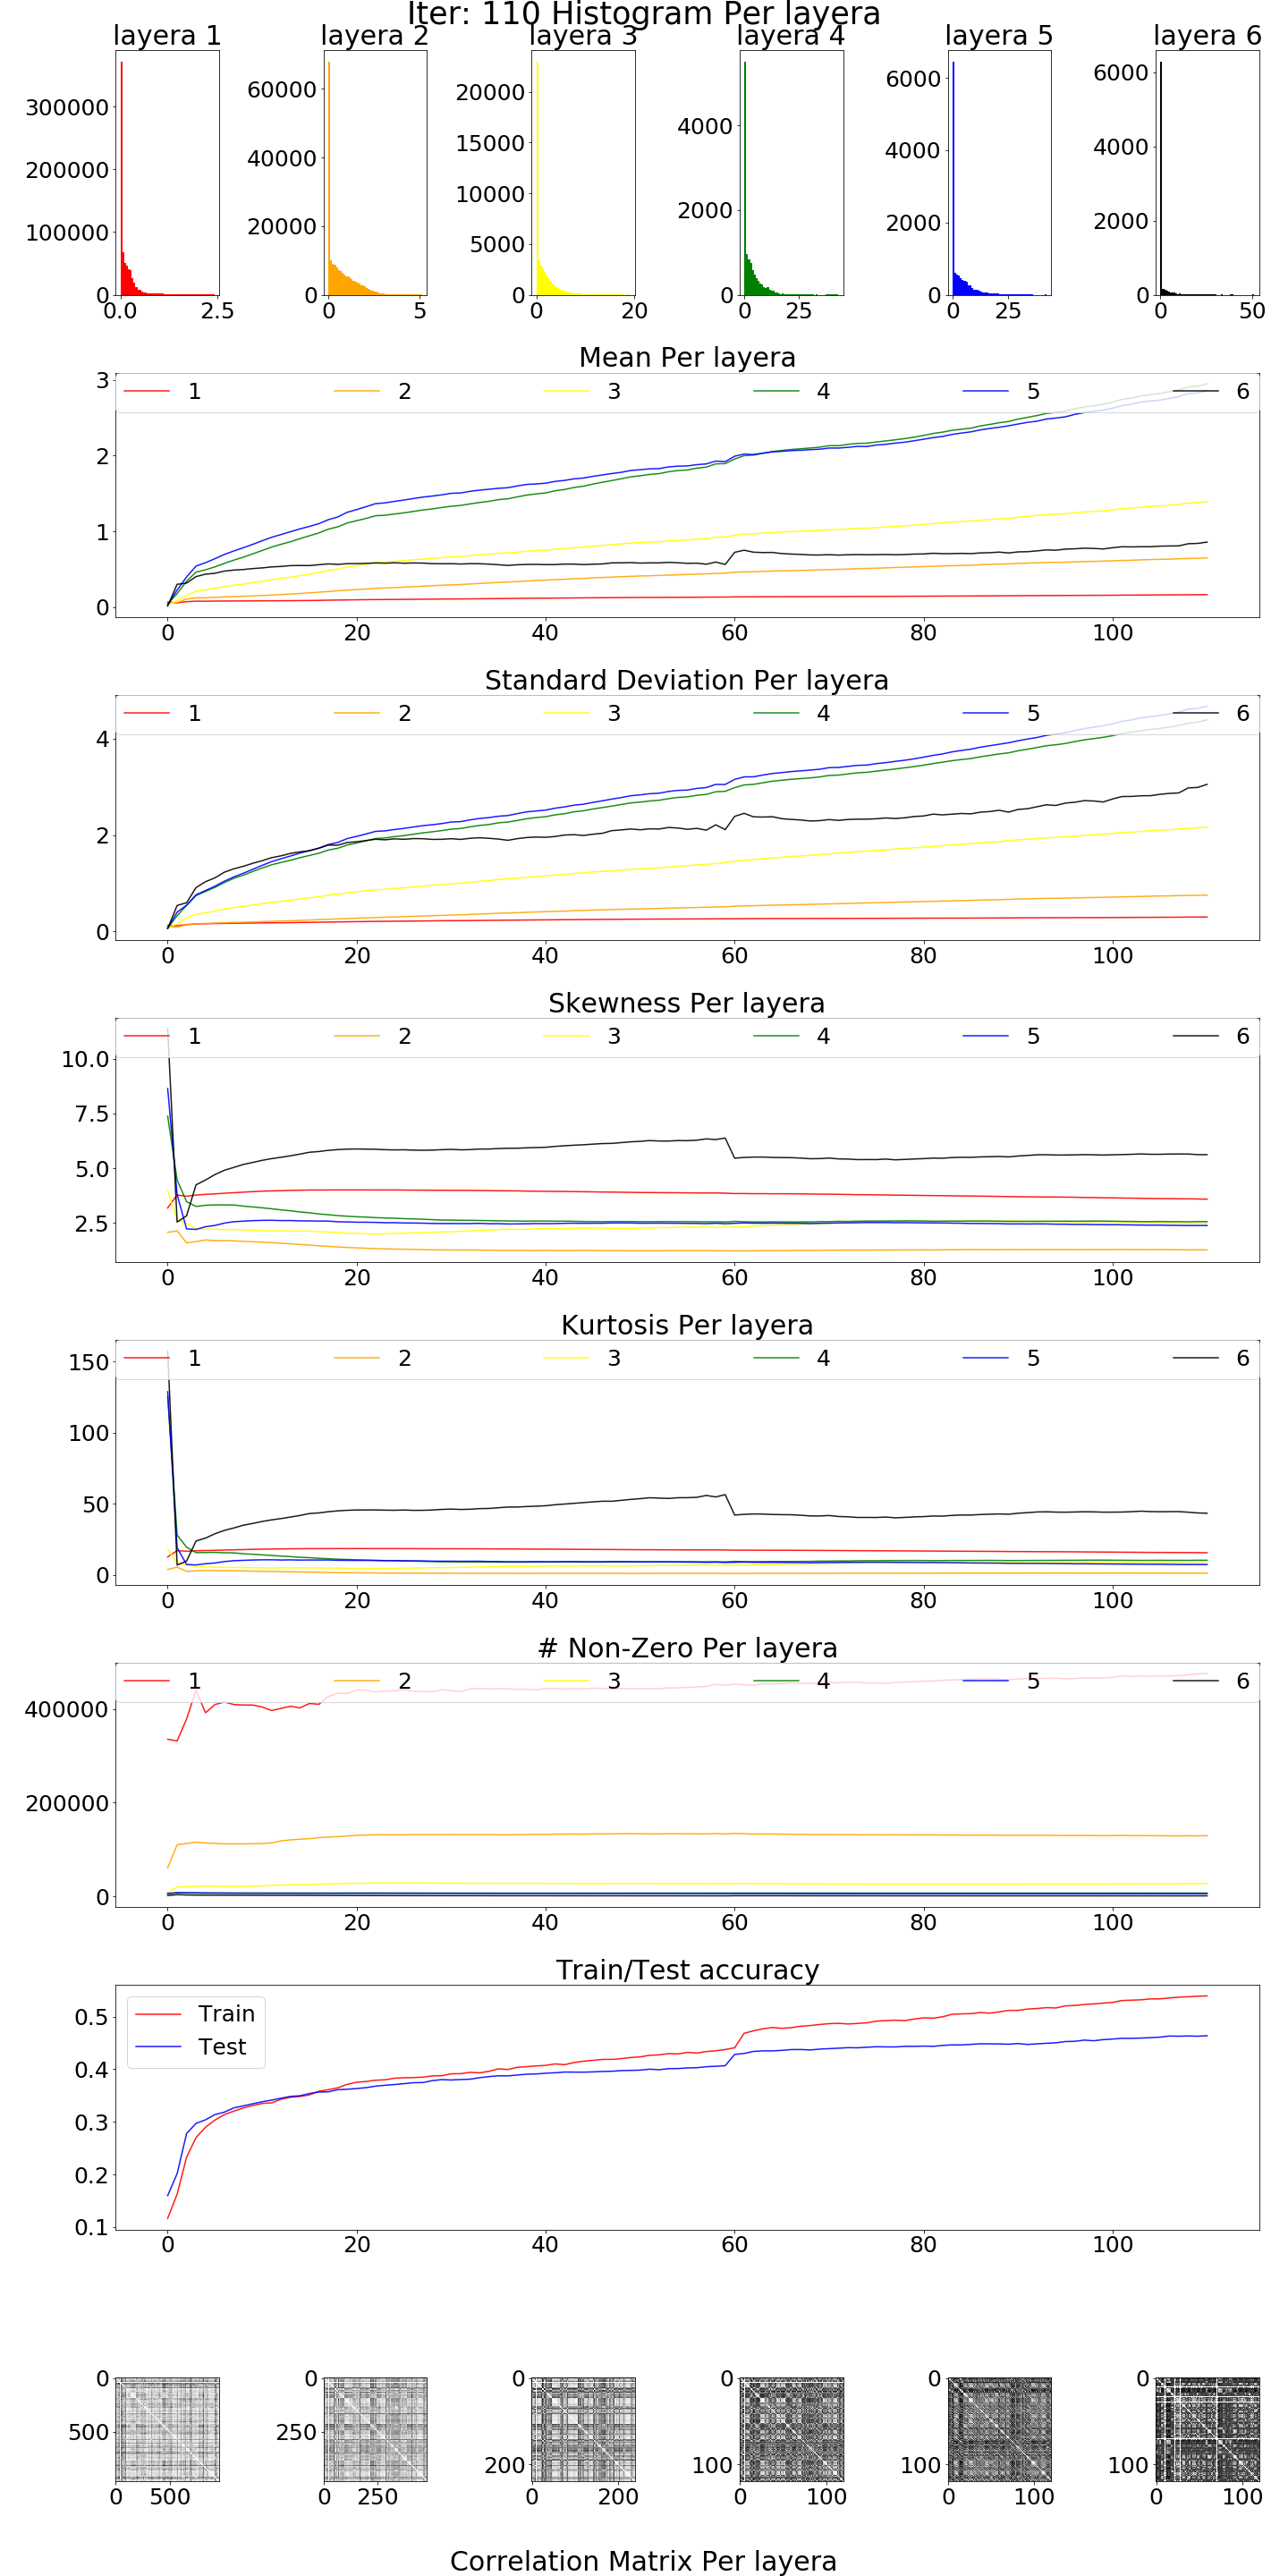 Iter: 110 Histogram Per layera
layera 1 layera 2 layera 3 layera 4 layera 5 layera 6
300000 200000 100000 0
0.0 2.5
60000 40000 20000 0
0 5
20000 15000 10000 5000 0
0 20
4000 2000 0
0 25
6000 4000 2000 0
0 25
6000 4000 2000 0
0 50
Mean Per layera
1 2 3 4 5 6
3
2
1
0
0 20 40 60 80 100
Standard Deviation Per layera
1 2 3 4 5 6
4
2
0
0 20 40 60 80 100
Skewness Per layera
1 2 3 4 5 6
10.0
7.5
5.0
2.5
0 20 40 60 80 100
Kurtosis Per layera
1 2 3 4 5 6
150
100
50
0
0 20 40 60 80 100
# Non-Zero Per layera
1 2 3 4 5 6
400000
200000
0
0 20 40 60 80 100
Train/Test accuracy
Train
Test
0.5
0.4
0.3
0.2
0.1
0 20 40 60 80 100
0 500
0 500
0 250
0 250
0 200
0 200
0 100
0 100
0 100
0 100
0 100
0 100
Correlation Matrix Per layera